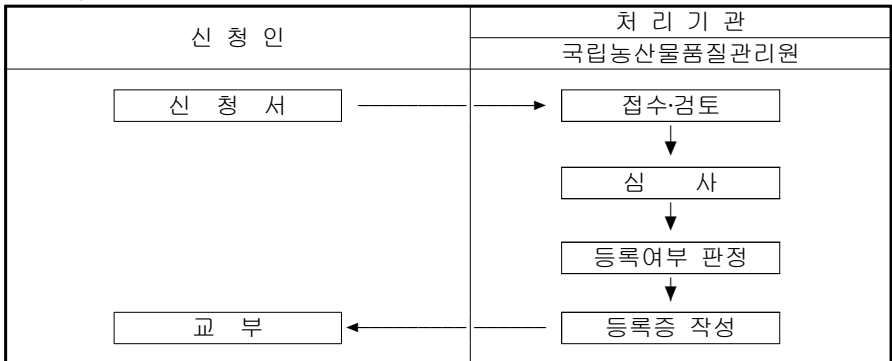 신 청 인
처 리 기 관
국립농산물품질관리원
신 청 서
접수·검토
심 사
등록여부 판정
교 부
등록증 작성